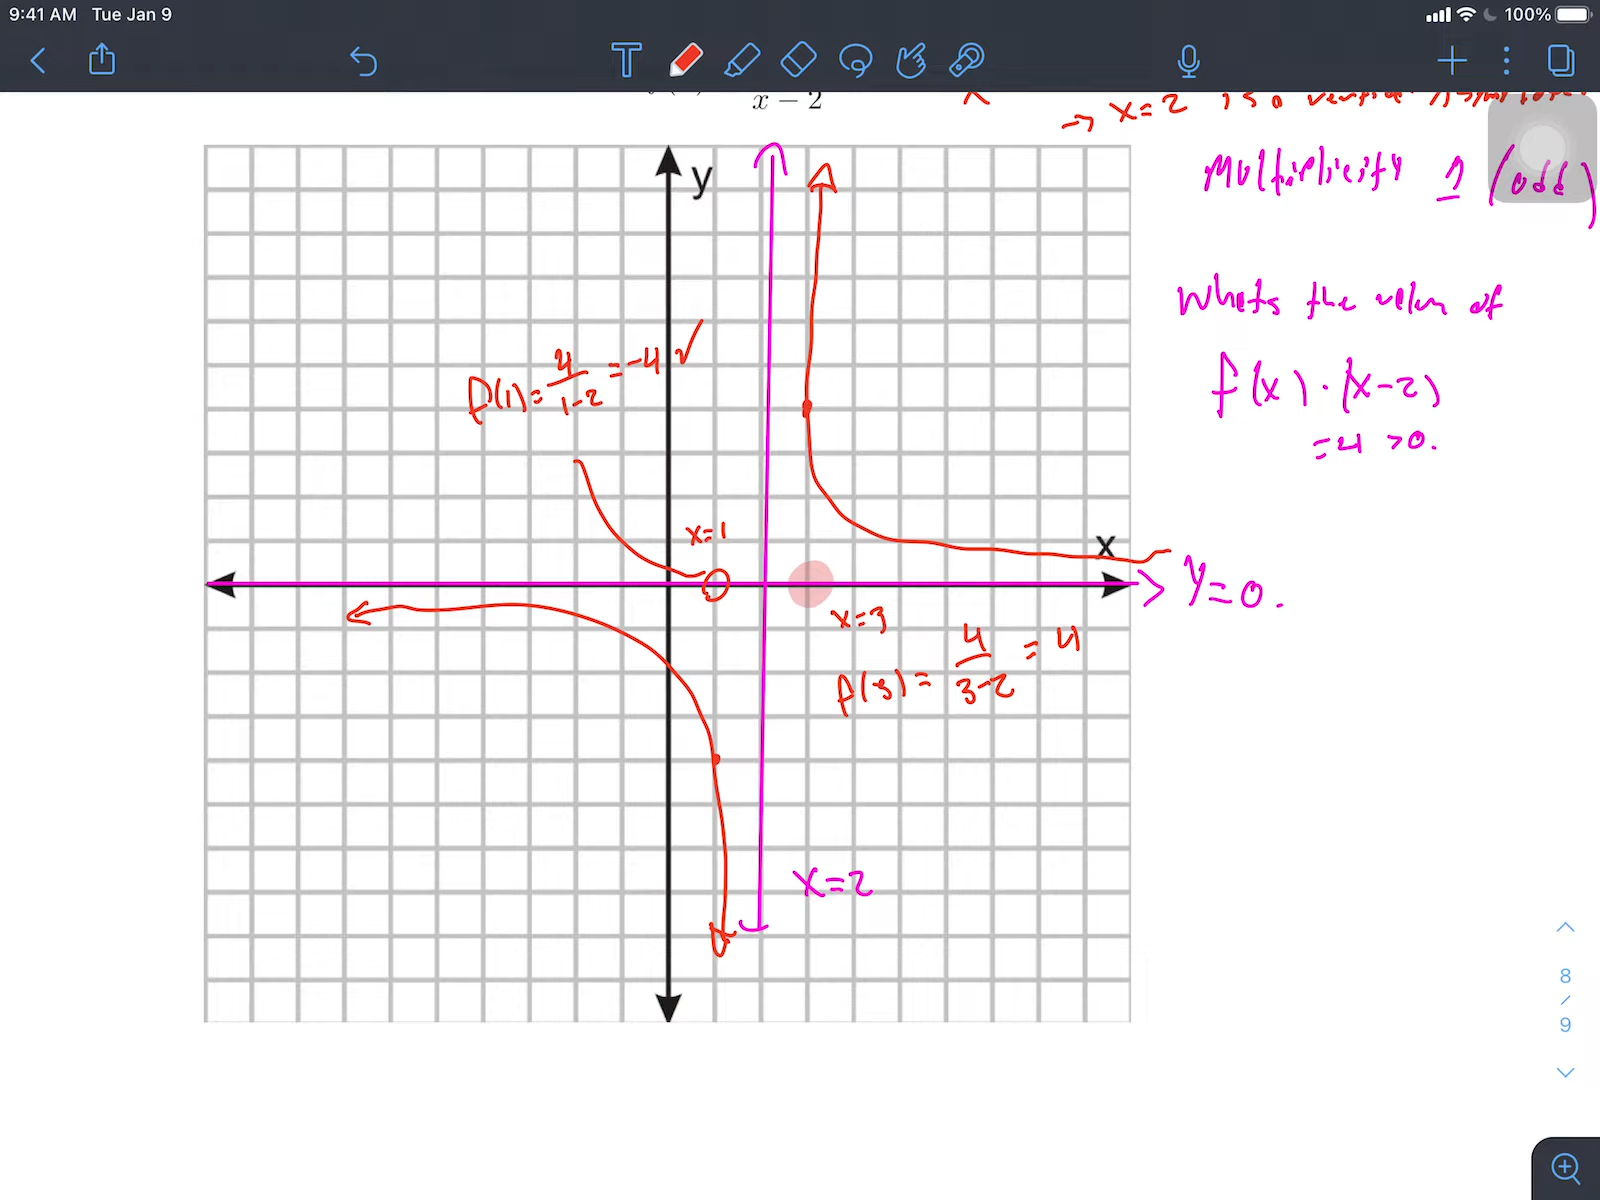 9:41 AM Tue Jan 9
100%
x − 2
→ x=2 is a
Multiplicity 1 (odd)
y
Whats the value of
f(x)·(x-2)
=4 >0.
f(1)= 4/1-2 =-4 ✓
x=1
x
y=0.
x=3
f(3)= 4/3-2 = 4
x=2
8
/
9